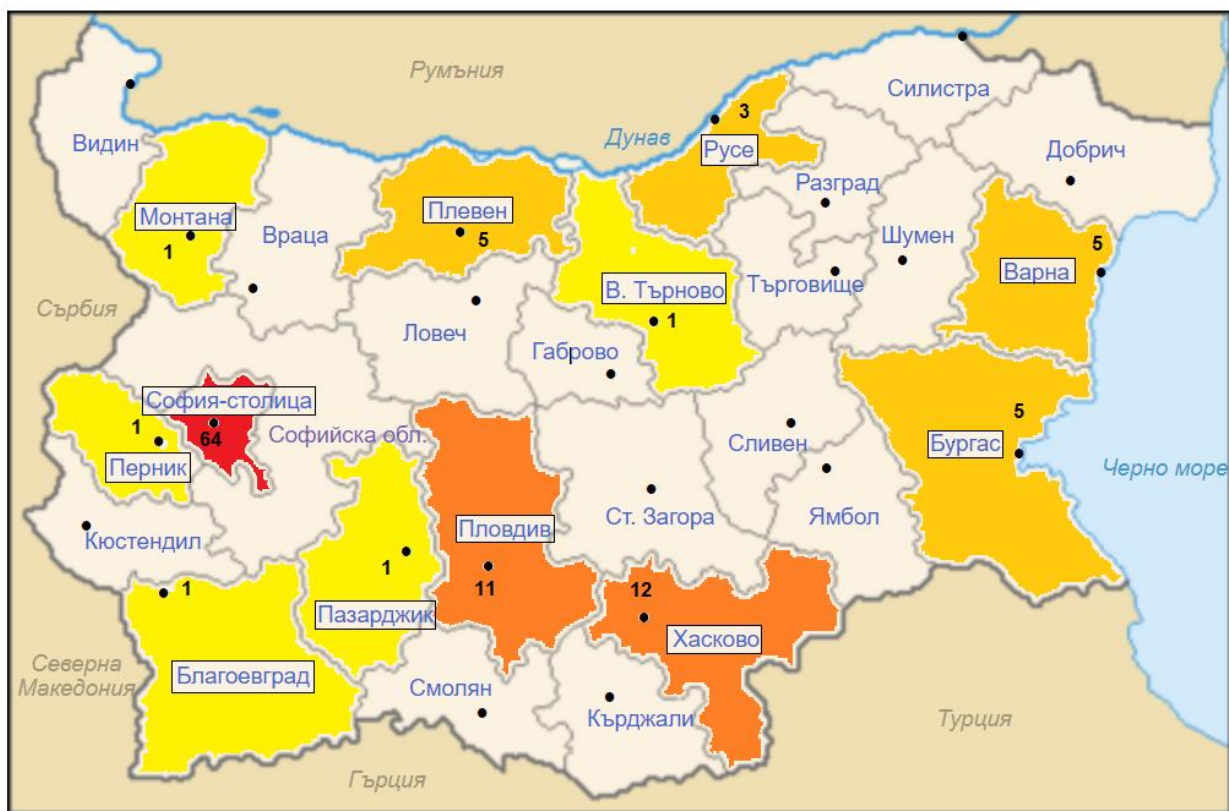 Румъния
Силистра
3
Дунав
Русе
Видин
Добрич
Разград
Монтана
1
Плевен
5
Враца
Шумен
5
Варна
Търговище
В. Търново
1
Сърбия
Ловеч
Габрово
София-столица
64
Софийска обл.
1
Перник
5
Бургас
Сливен
Черно море
Кюстендил
Пловдив
11
Ст. Загора
Ямбол
1
Пазарджик
1
12
Хасково
Северна
Македония
Благоевград
Смолян
Кърджали
Турция
Гърция